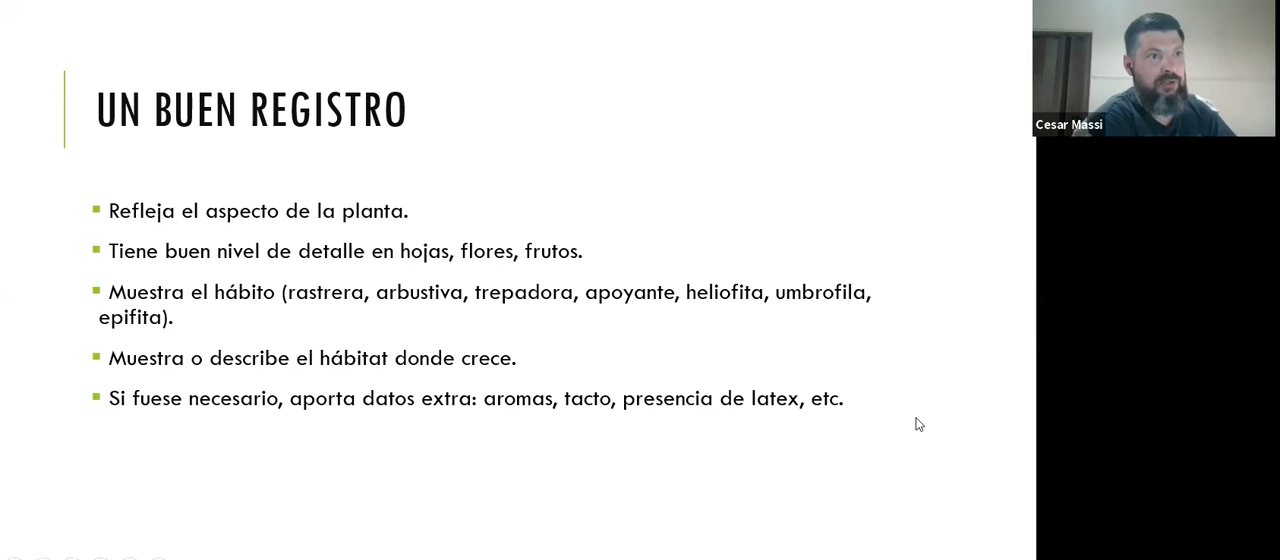 UN BUEN REGISTRO
Refleja el aspecto de la planta.
Tiene buen nivel de detalle en hojas, flores, frutos.
Muestra el hábito (rastrera, arbustiva, trepadora, apoyante, heliofita, umbrofila,
epifita).
Muestra o describe el hábitat donde crece.
Si fuese necesario, aporta datos extra: aromas, tacto, presencia de latex, etc.
Cesar Massi